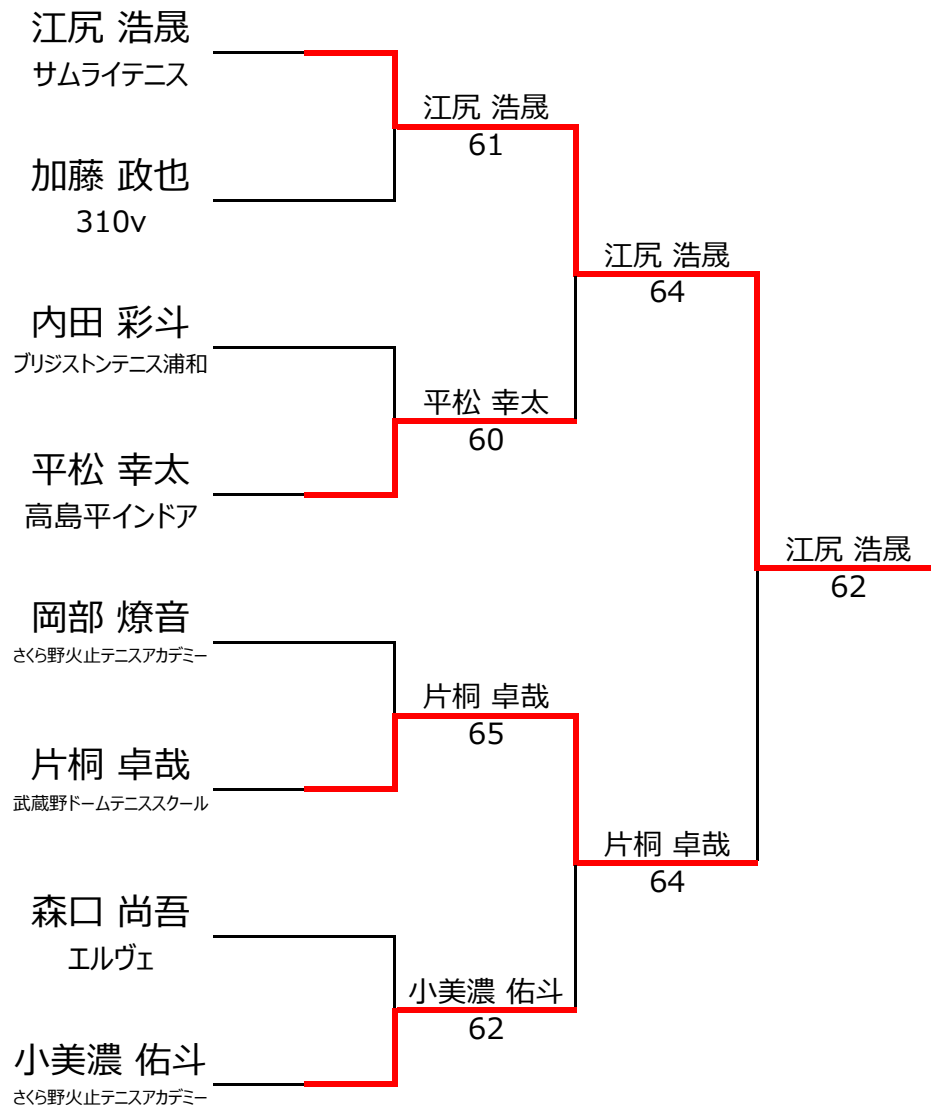 江尻 浩晟
サムライテニス
江尻 浩晟
61
加藤 政也
310v
江尻 浩晟
64
内田 彩斗
ブリジストンテニス浦和
平松 幸太
60
平松 幸太
高島平インドア
江尻 浩晟
62
岡部 燎音
さくら野火止テニスアカデミー
片桐 卓哉
65
片桐 卓哉
武蔵野ドームテニススクール
片桐 卓哉
64
森口 尚吾
エルヴェ
小美濃 佑斗
62
小美濃 佑斗
さくら野火止テニスアカデミー